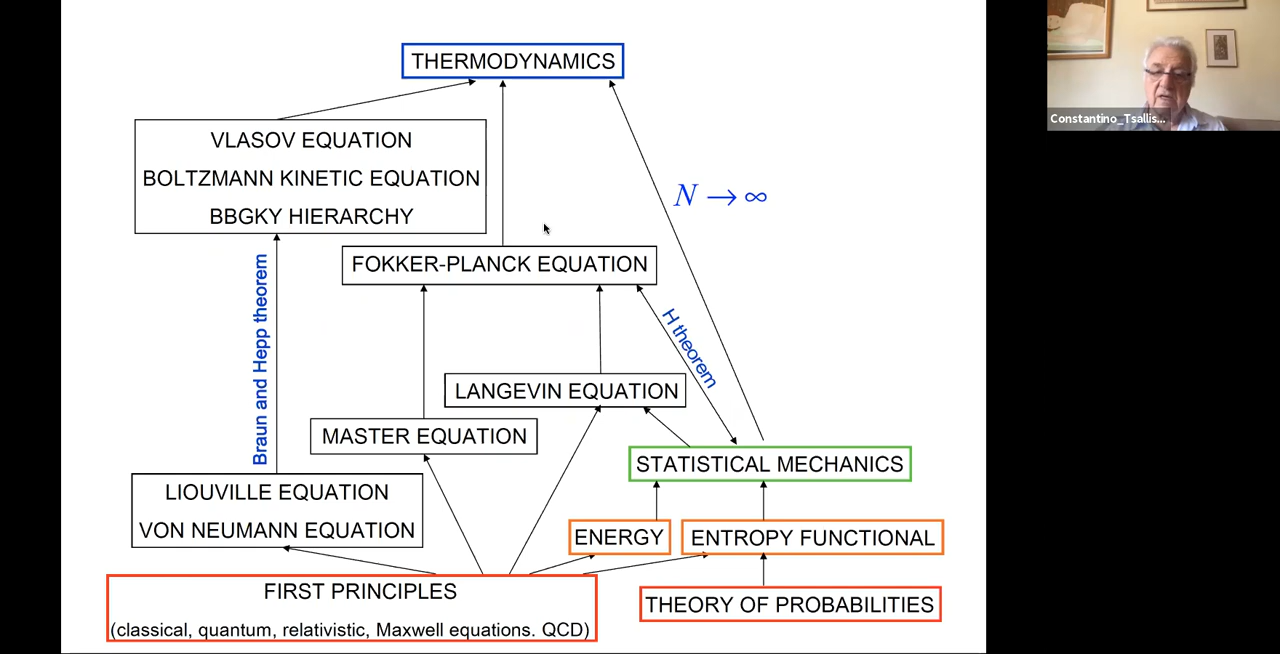 THERMODYNAMICS
Constantino_Tsallis...
VLASOV EQUATION
BOLTZMANN KINETIC EQUATION
BBGKY HIERARCHY
N → ∞
FOKKER-PLANCK EQUATION
Braun and Hepp theorem
H theorem
LANGEVIN EQUATION
MASTER EQUATION
STATISTICAL MECHANICS
LIOUVILLE EQUATION
VON NEUMANN EQUATION
ENERGY
ENTROPY FUNCTIONAL
FIRST PRINCIPLES
(classical, quantum, relativistic, Maxwell equations. QCD)
THEORY OF PROBABILITIES